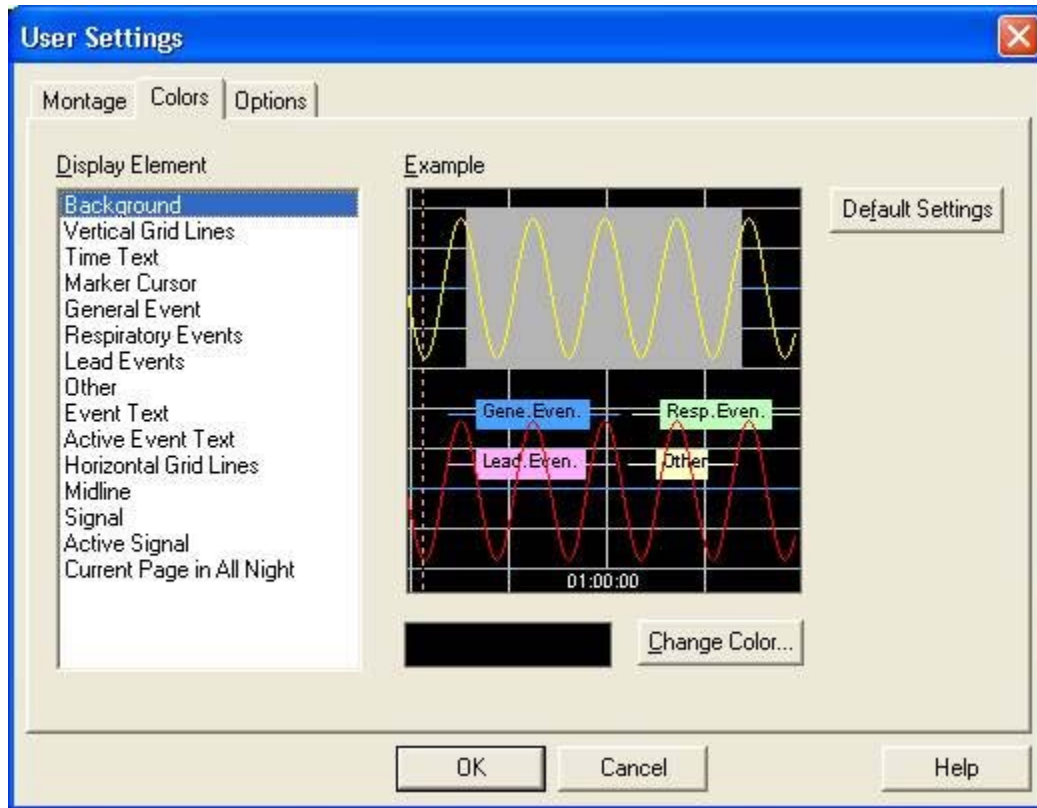 User Settings
Montage Colors Options
Display Element
Background
Vertical Grid Lines
Time Text
Marker Cursor
General Event
Respiratory Events
Lead Events
Other
Event Text
Active Event Text
Horizontal Grid Lines
Midline
Signal
Active Signal
Current Page in All Night
Example
Gene.Even. Resp.Even.
Lead.Even. Other
01:00:00
Change Color...
Default Settings
OK Cancel Help